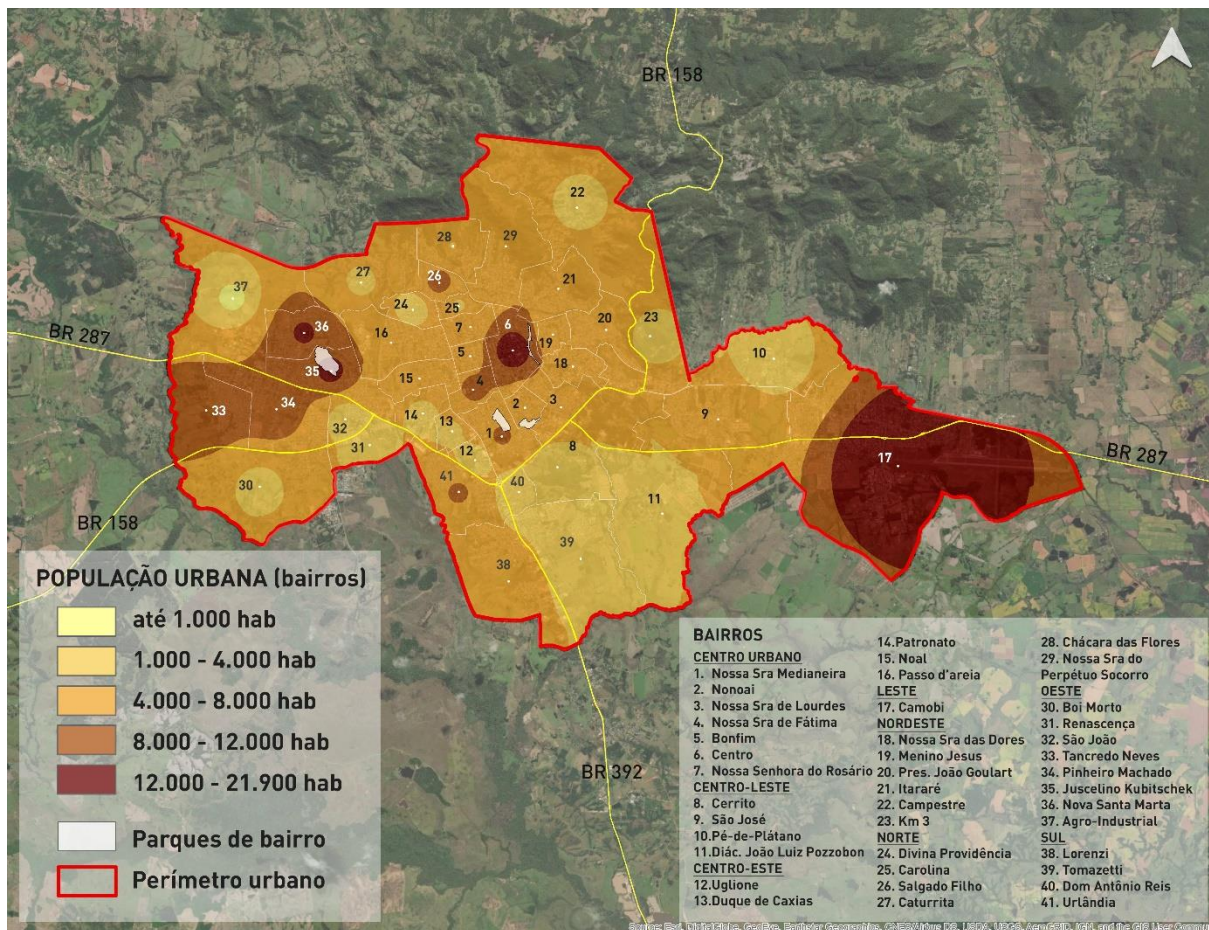 BR 158
22
28
29
37
27
26
21
24
25
36
7
6
20
23
BR 287
16
19
10
5
18
35
15
4
33
34
2
3
9
14
13
32
1
31
12
8
17
BR 287
30
41
40
11
BR 158
39
38
BR 392
POPULAÇÃO URBANA (bairros)
até 1.000 hab
1.000 - 4.000 hab
4.000 - 8.000 hab
8.000 - 12.000 hab
12.000 - 21.900 hab
Parques de bairro
Perímetro urbano
BAIRROS
CENTRO URBANO
1. Nossa Sra Medianeira
2. Nonoai
3. Nossa Sra de Lourdes
4. Nossa Sra de Fátima
5. Bonfim
6. Centro
7. Nossa Senhora do Rosário
CENTRO-LESTE
8. Cerrito
9. São José
10.Pé-de-Plátano
11.Diác. João Luiz Pozzobon
CENTRO-ESTE
12.Uglione
13.Duque de Caxias
14.Patronato
15. Noal
16. Passo d'areia
LESTE
17. Camobi
NORDESTE
18. Nossa Sra das Dores
19. Menino Jesus
20. Pres. João Goulart
21. Itararé
22. Campestre
23. Km 3
NORTE
24. Divina Providência
25. Carolina
26. Salgado Filho
27. Caturrita
28. Chácara das Flores
29. Nossa Sra do
Perpétuo Socorro
OESTE
30. Boi Morto
31. Renascença
32. São João
33. Tancredo Neves
34. Pinheiro Machado
35. Juscelino Kubitschek
36. Nova Santa Marta
37. Agro-Industrial
SUL
38. Lorenzi
39. Tomazetti
40. Dom Antônio Reis
41. Urlândia